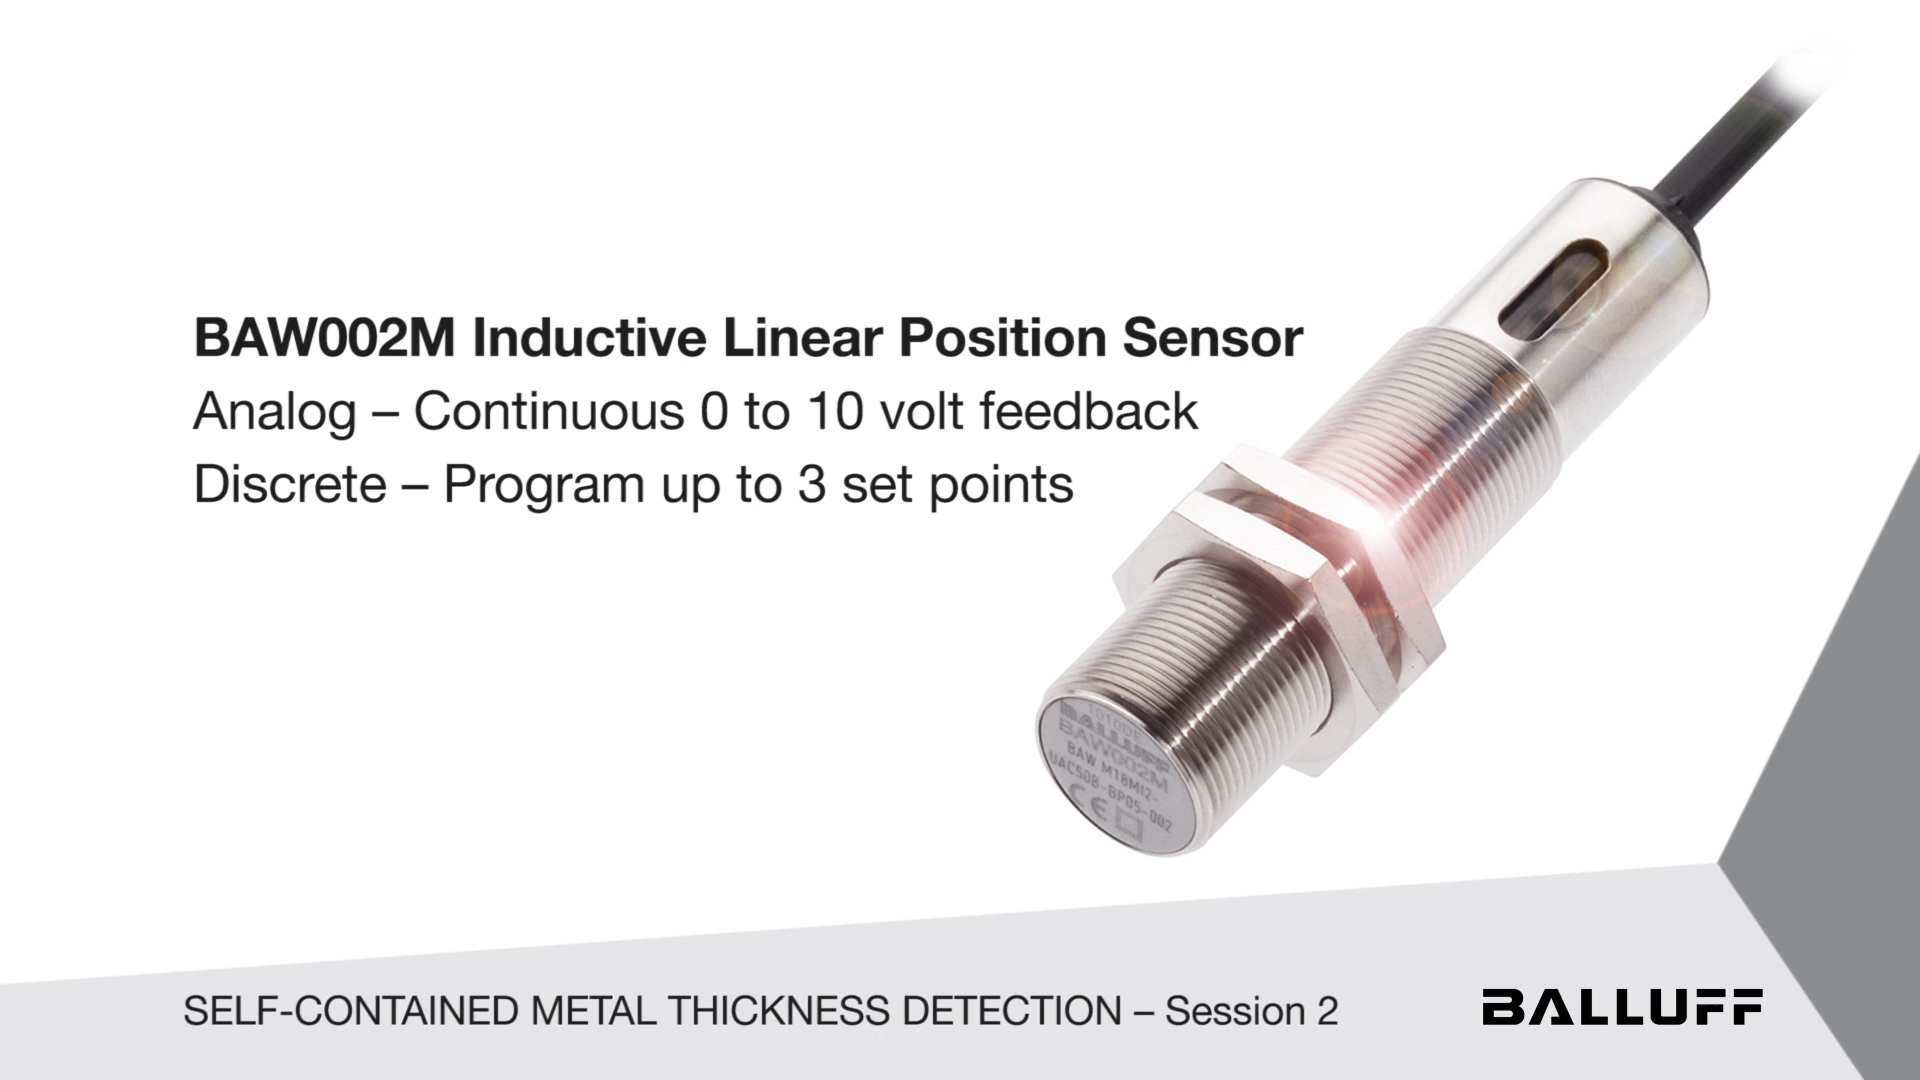 BAW002M Inductive Linear Position Sensor
Analog – Continuous 0 to 10 volt feedback
Discrete – Program up to 3 set points
BALLUFF
BAW002M
BAW M18MI2-
UAC50B-BP05-002
CE
SELF-CONTAINED METAL THICKNESS DETECTION – Session 2
BALLUFF